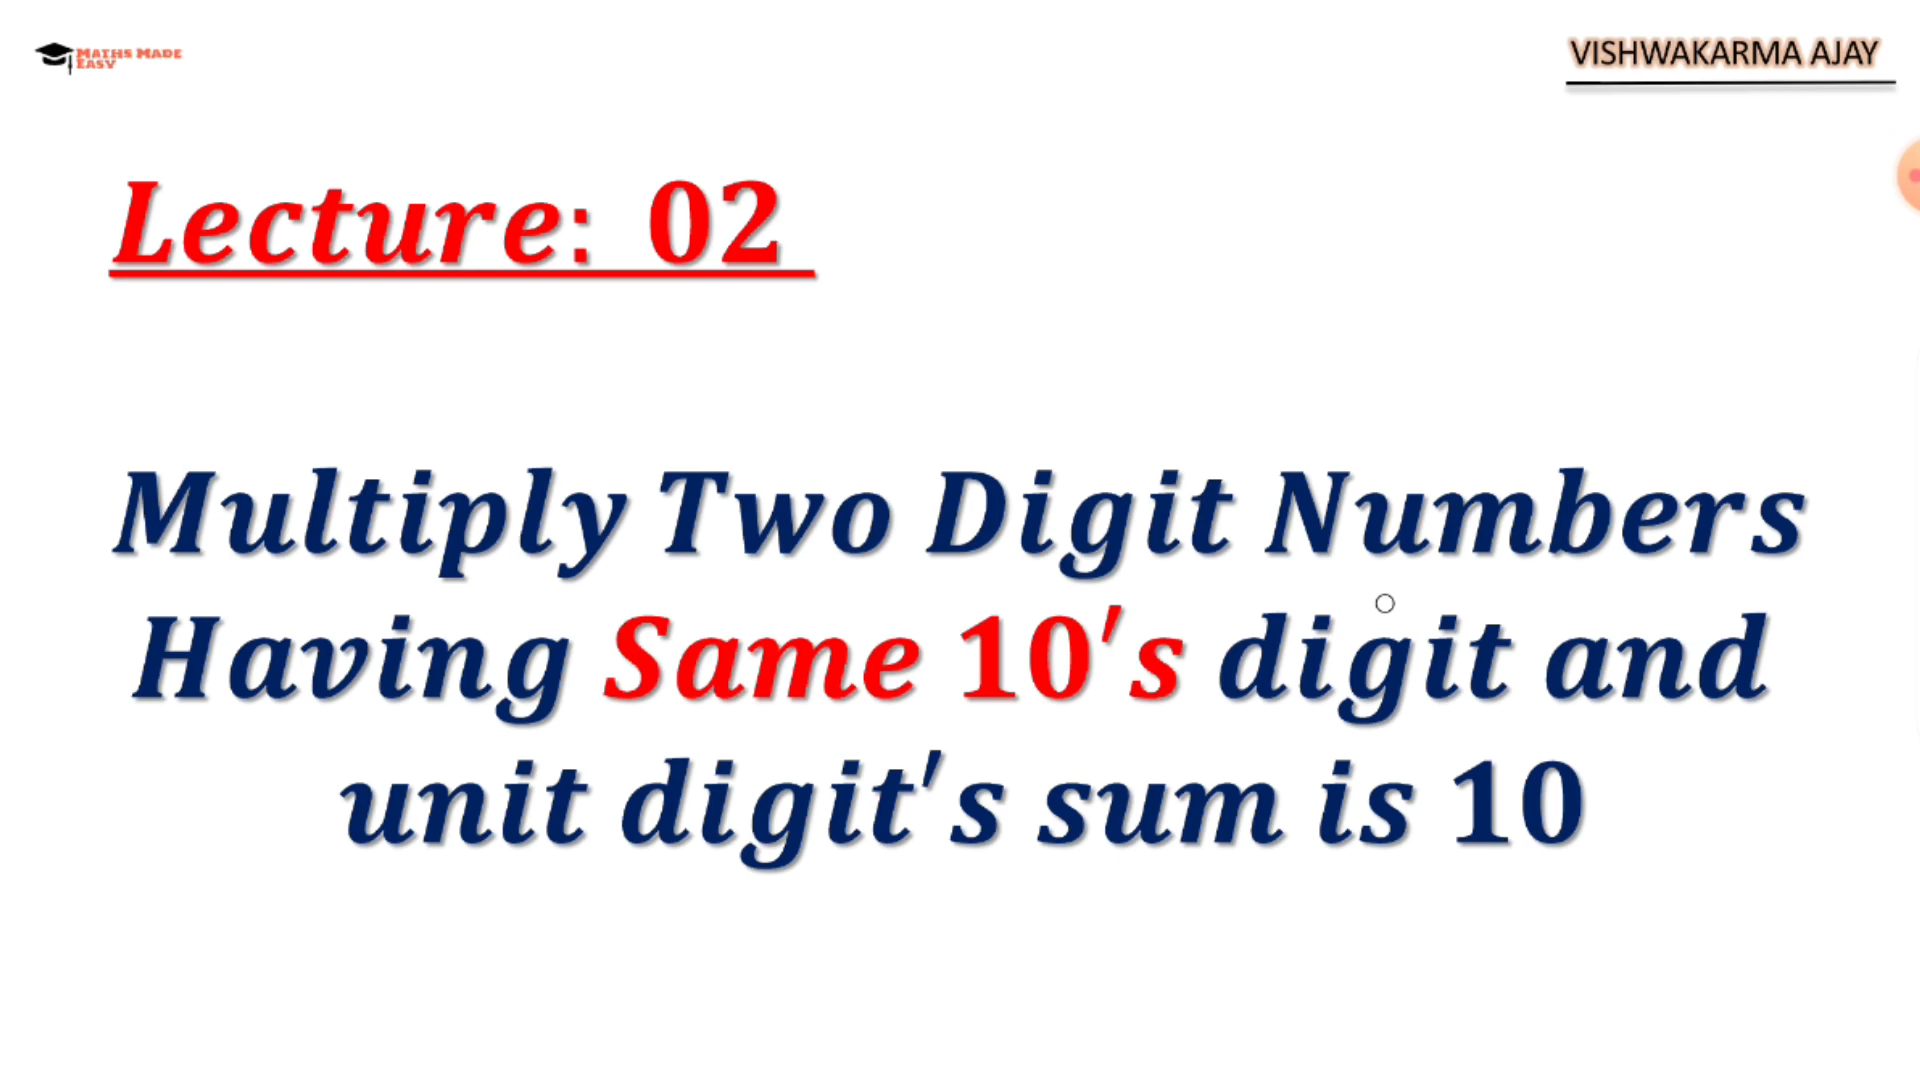 MATHS MADE
EASY
VISHWAKARMA AJAY
Lecture: 02
Multiply Two Digit Numbers
Having Same 10's digit and
unit digit's sum is 10